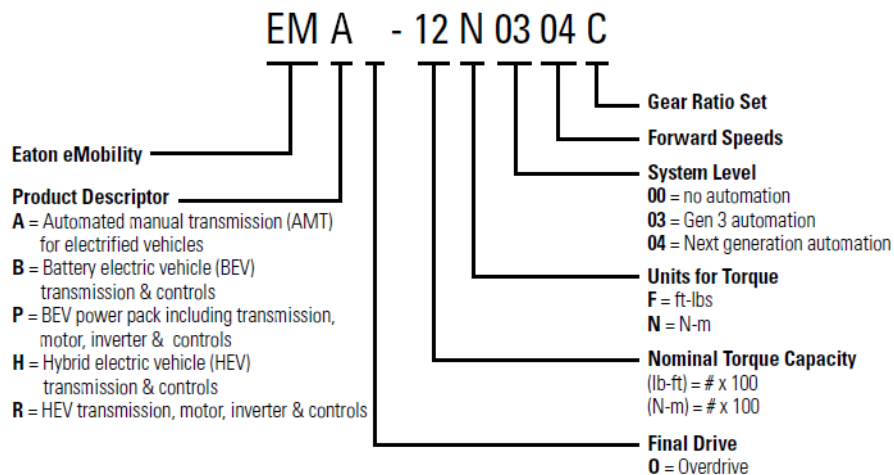 EM A - 12 N 03 04 C
Eaton eMobility
Product Descriptor
A = Automated manual transmission (AMT)
for electrified vehicles
B = Battery electric vehicle (BEV)
transmission & controls
P = BEV power pack including transmission,
motor, inverter & controls
H = Hybrid electric vehicle (HEV)
transmission & controls
R = HEV transmission, motor, inverter & controls
Gear Ratio Set
Forward Speeds
System Level
00 = no automation
03 = Gen 3 automation
04 = Next generation automation
Units for Torque
F = ft-lbs
N = N-m
Nominal Torque Capacity
(lb-ft) = # x 100
(N-m) = # x 100
Final Drive
O = Overdrive